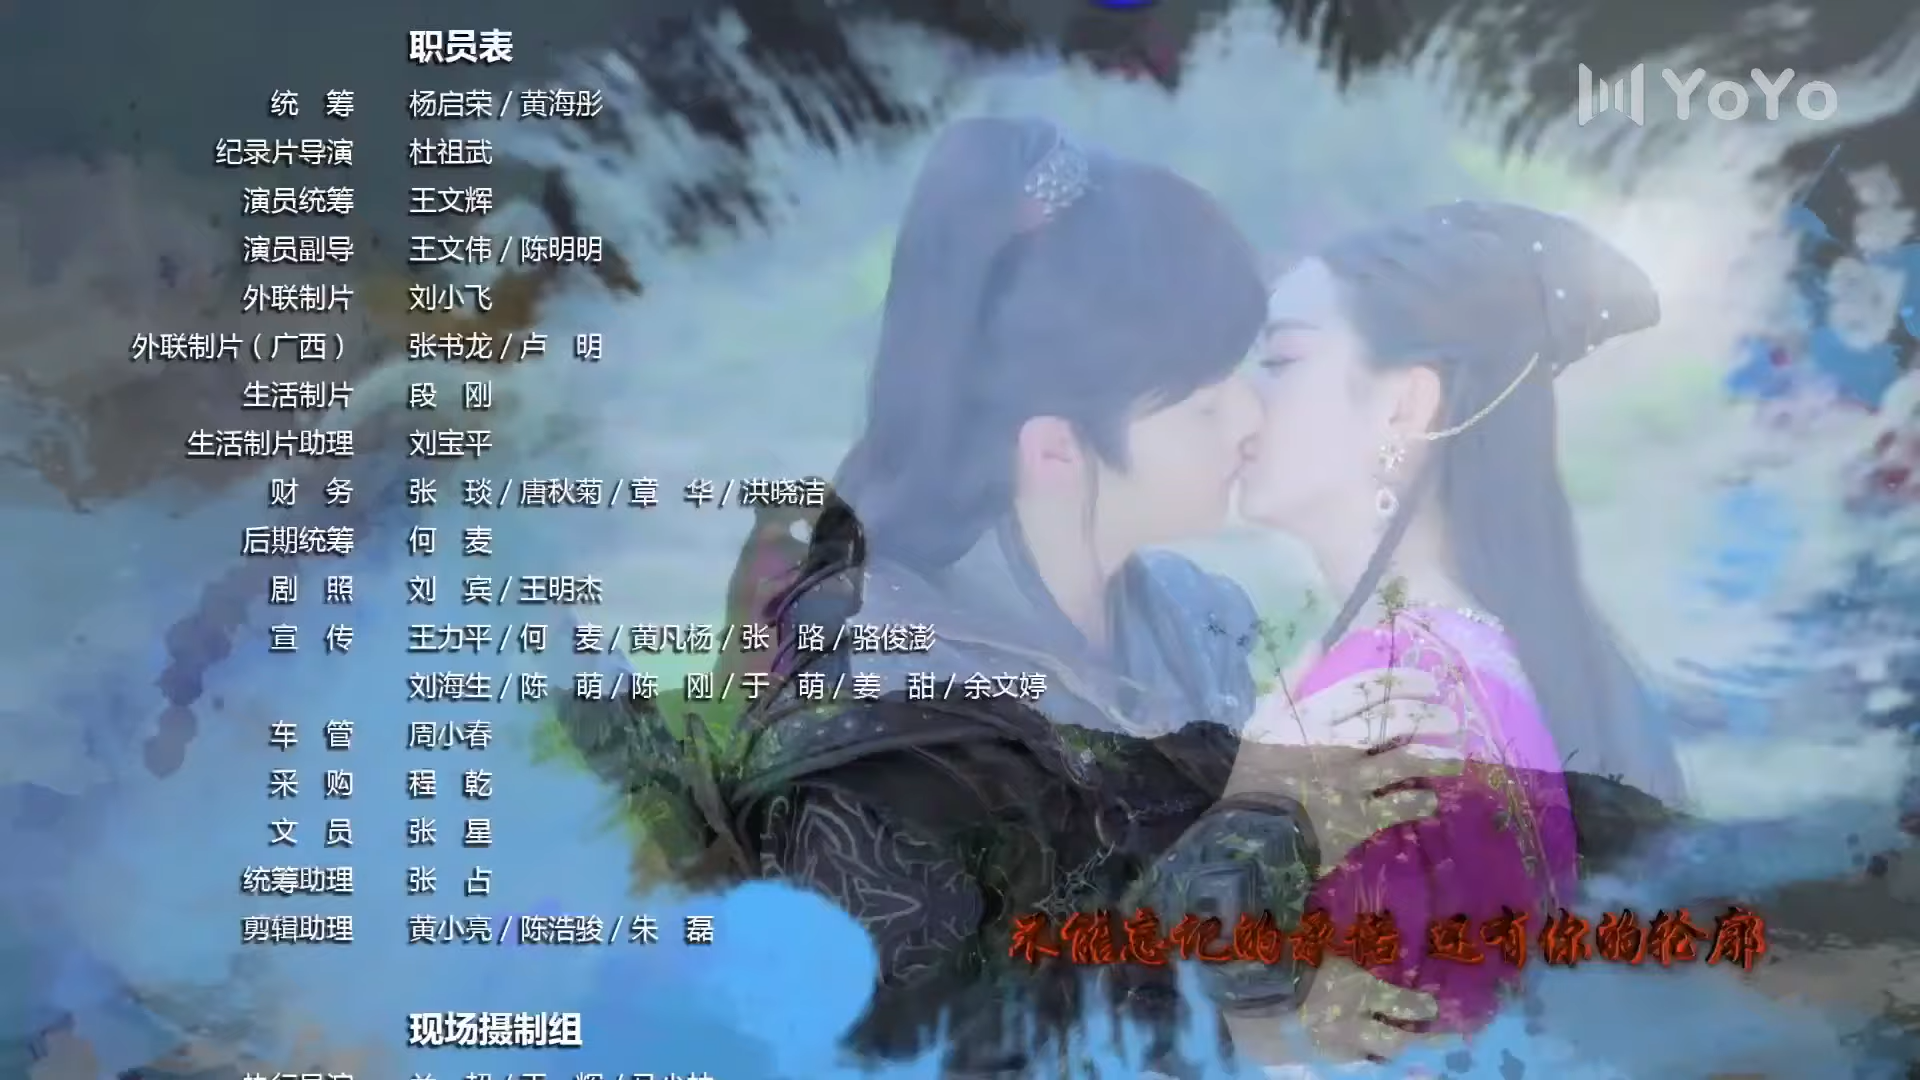 职员表
YoYo
统 筹 杨启荣 / 黄海彤
纪录片导演 杜祖武
演员统筹 王文辉
演员副导 王文伟 / 陈明明
外联制片 刘小飞
外联制片（广西） 张书龙 / 卢 明
生活制片 段 刚
生活制片助理 刘宝平
财 务 张 琰 / 唐秋菊 / 章 华 / 洪晓洁
后期统筹 何 麦
剧 照 刘 宾 / 王明杰
宣 传 王力平 / 何 麦 / 黄凡杨 / 张 路 / 骆俊澎
刘海生 / 陈 萌 / 陈 刚 / 于 萌 / 姜 甜 / 余文婷
车 管 周小春
采 购 程 乾
文 员 张 星
统筹助理 张 占
剪辑助理 黄小亮 / 陈浩骏 / 朱 磊
不能忘记的承诺 还有你的轮廓
现场摄制组